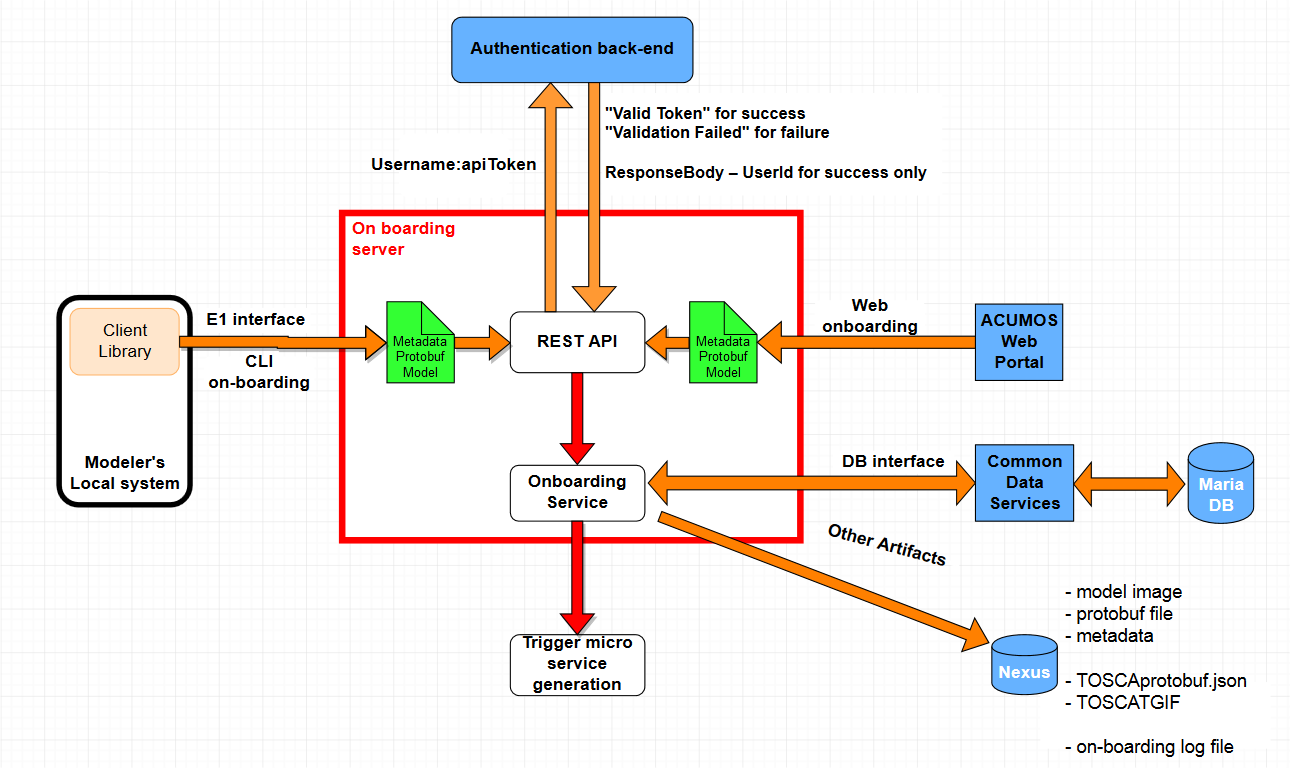 Authentication back-end
"Valid Token" for success
"Validation Failed" for failure
Username:apiToken
ResponseBody – UserId for success only
On boarding
server
Client
Library
E1 interface
CLI
on-boarding
Metadata
Protobuf
Model
REST API
Metadata
Protobuf
Model
Web
onboarding
ACUMOS
Web
Portal
Modeler's
Local system
Onboarding
Service
DB interface
Common
Data
Services
Maria
DB
Other Artifacts
Trigger micro
service
generation
Nexus
- model image
- protobuf file
- metadata
- TOSCAprotobuf.json
- TOSCATGIF
- on-boarding log file